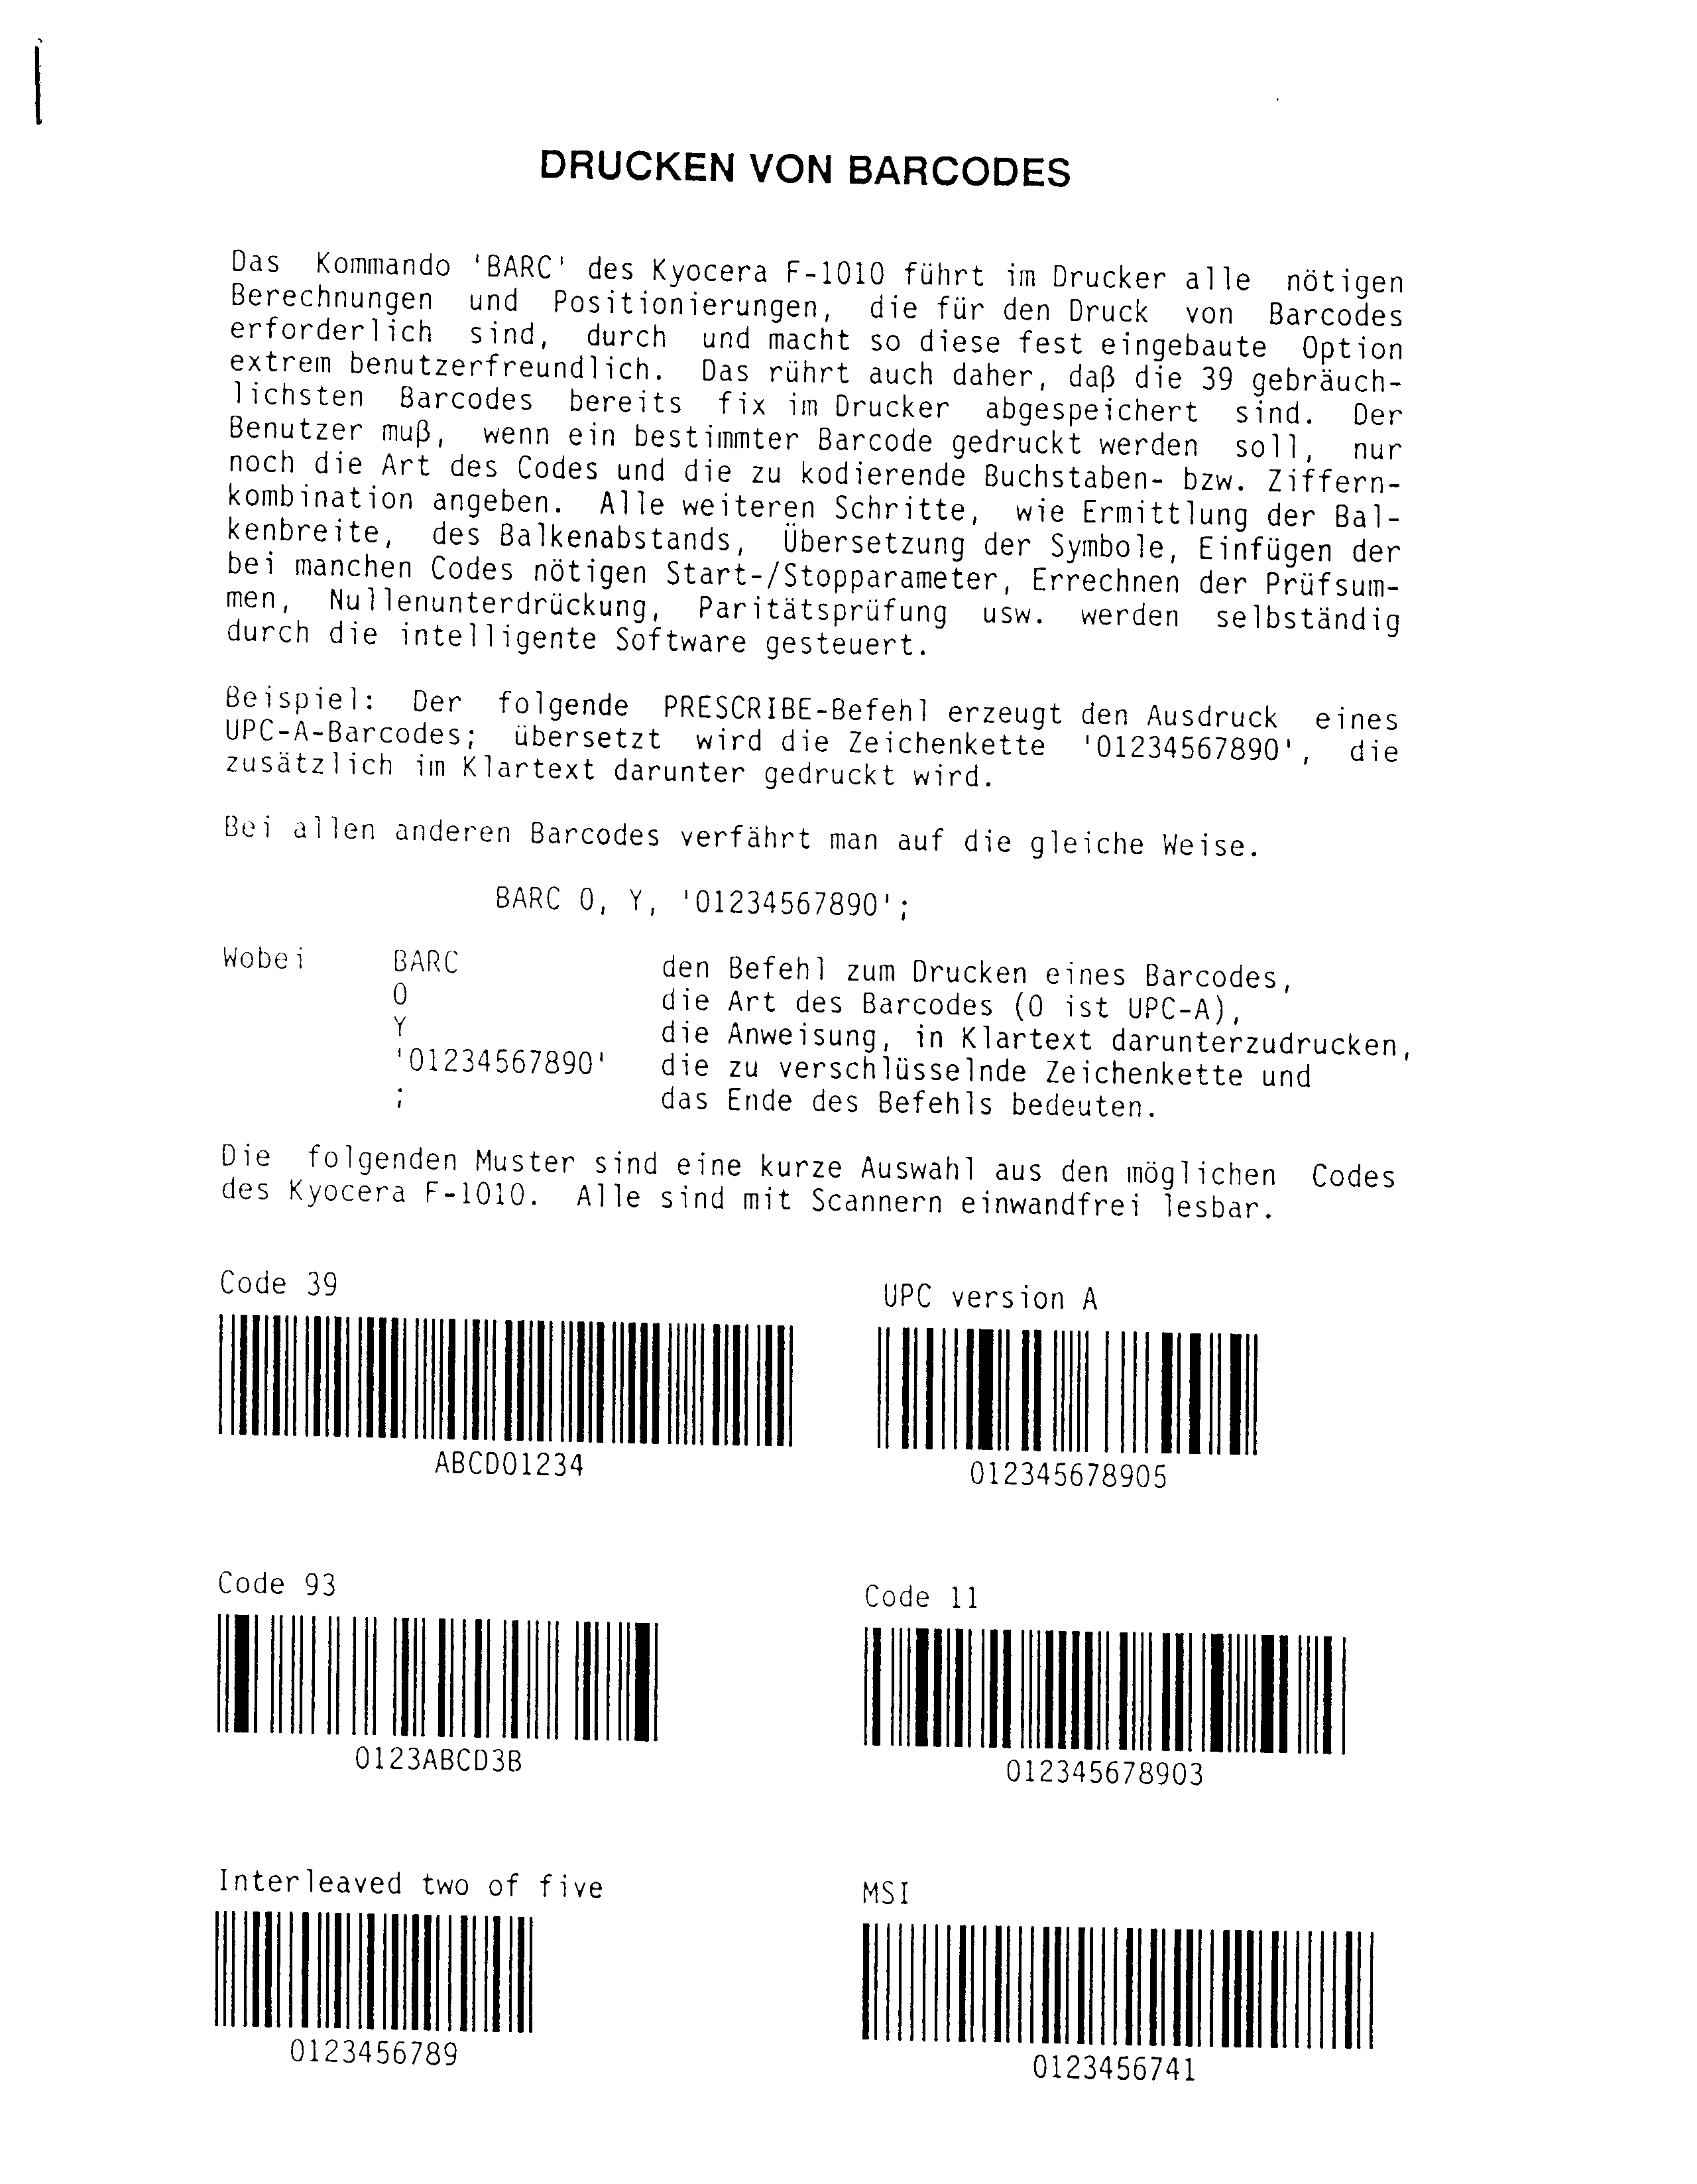 DRUCKEN VON BARCODES
Das Kommando 'BARC' des Kyocera F-1010 führt im Drucker alle nötigen
Berechnungen und Positionierungen, die für den Druck von Barcodes
erforderlich sind, durch und macht so diese fest eingebaute Option
extrem benutzerfreundlich. Das rührt auch daher, daß die 39 gebräuch-
lichsten Barcodes bereits fix im Drucker abgespeichert sind. Der
Benutzer muß, wenn ein bestimmter Barcode gedruckt werden soll, nur
noch die Art des Codes und die zu kodierende Buchstaben- bzw. Ziffern-
kombination angeben. Alle weiteren Schritte, wie Ermittlung der Bal-
kenbreite, des Balkenabstands, Übersetzung der Symbole, Einfügen der
bei manchen Codes nötigen Start-/Stopparameter, Errechnen der Prüfsum-
men, Nullenunterdrückung, Paritätsprüfung usw. werden selbständig
durch die intelligente Software gesteuert.
Beispiel: Der folgende PRESCRIBE-Befehl erzeugt den Ausdruck eines
UPC-A-Barcodes; übersetzt wird die Zeichenkette '01234567890', die
zusätzlich im Klartext darunter gedruckt wird.
Bei allen anderen Barcodes verfährt man auf die gleiche Weise.
BARC 0, Y, '01234567890';
Wobei BARC den Befehl zum Drucken eines Barcodes,
0 die Art des Barcodes (0 ist UPC-A),
Y die Anweisung, in Klartext darunterzudrucken,
'01234567890' die zu verschlüsselnde Zeichenkette und
; das Ende des Befehls bedeuten.
Die folgenden Muster sind eine kurze Auswahl aus den möglichen Codes
des Kyocera F-1010. Alle sind mit Scannern einwandfrei lesbar.
Code 39
ABCD01234
UPC version A
012345678905
Code 93
0123ABCD3B
Code 11
012345678903
Interleaved two of five
0123456789
MSI
0123456741